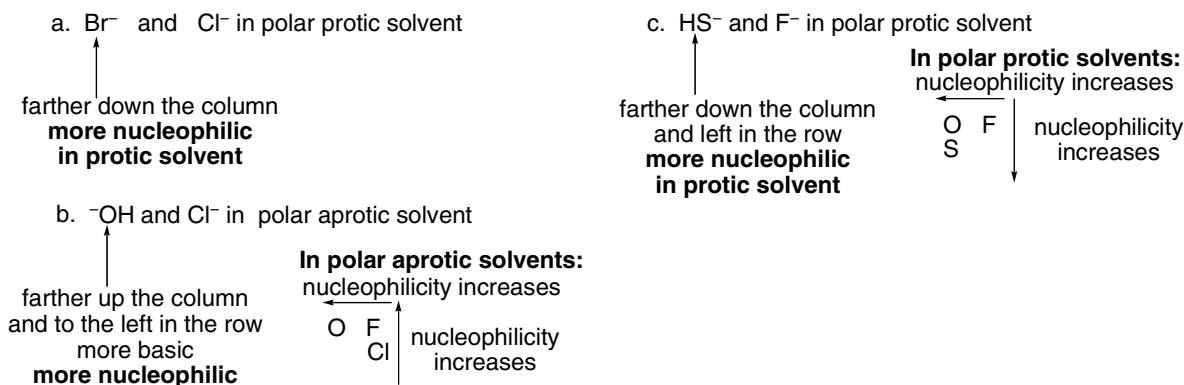 a. Br⁻ and Cl⁻ in polar protic solvent
farther down the column
more nucleophilic
in protic solvent
b. ⁻OH and Cl⁻ in polar aprotic solvent
farther up the column
and to the left in the row
more basic
more nucleophilic
In polar aprotic solvents:
nucleophilicity increases
O F
Cl
nucleophilicity
increases
c. HS⁻ and F⁻ in polar protic solvent
farther down the column
and left in the row
more nucleophilic
in protic solvent
In polar protic solvents:
nucleophilicity increases
O F
S
nucleophilicity
increases